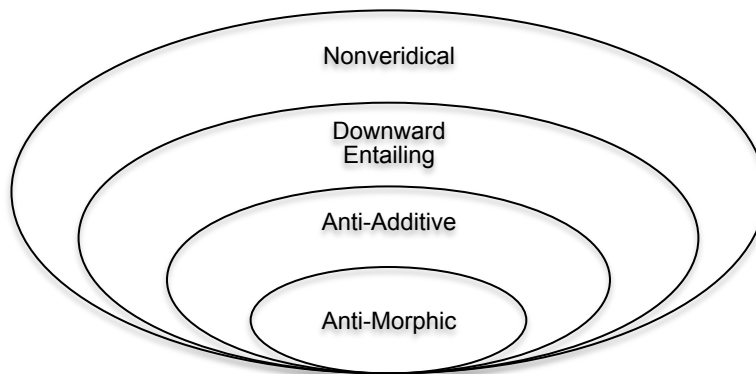 Nonveridical
Downward
Entailing
Anti-Additive
Anti-Morphic